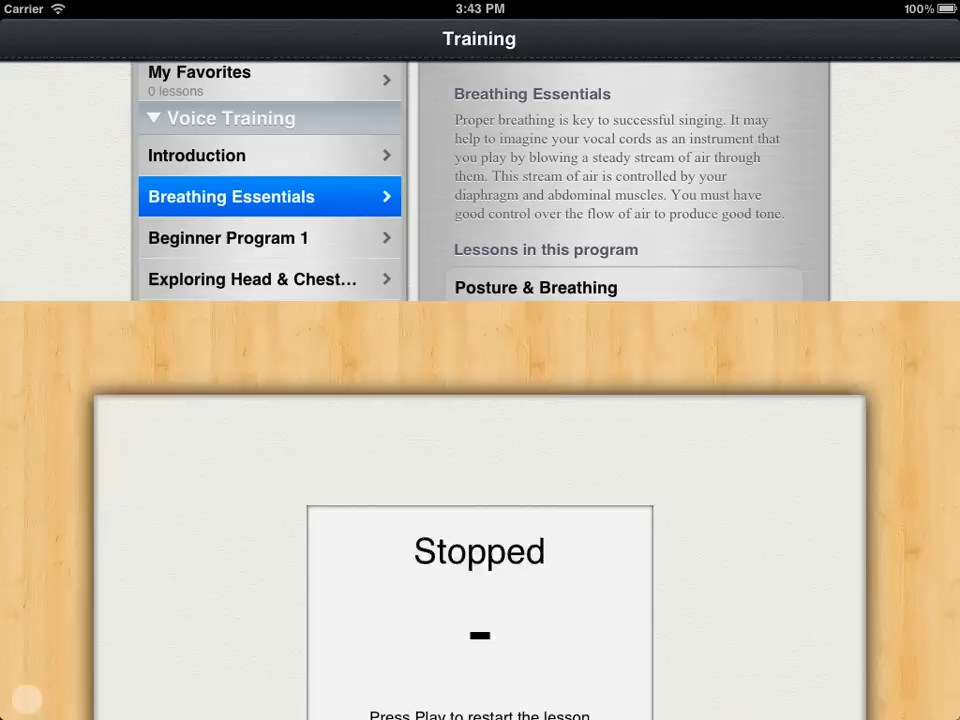 Carrier 3:43 PM 100%
Training
My Favorites
0 lessons
Voice Training
Introduction
Breathing Essentials
Beginner Program 1
Exploring Head & Chest...
Breathing Essentials
Proper breathing is key to successful singing. It may
help to imagine your vocal cords as an instrument that
you play by blowing a steady stream of air through
them. This stream of air is controlled by your
diaphragm and abdominal muscles. You must have
good control over the flow of air to produce good tone.
Lessons in this program
Posture & Breathing
Stopped
-
Press Play to restart the lesson